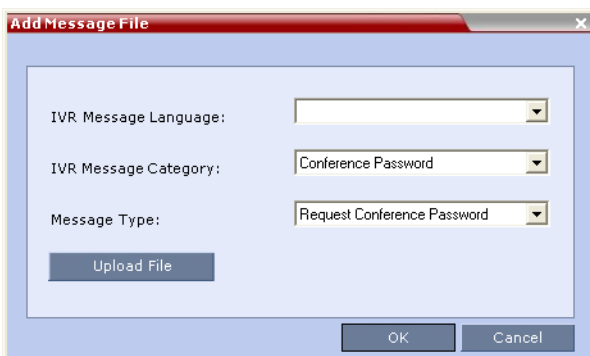 Add Message File
IVR Message Language:
IVR Message Category: Conference Password
Message Type: Request Conference Password
Upload File
OK Cancel